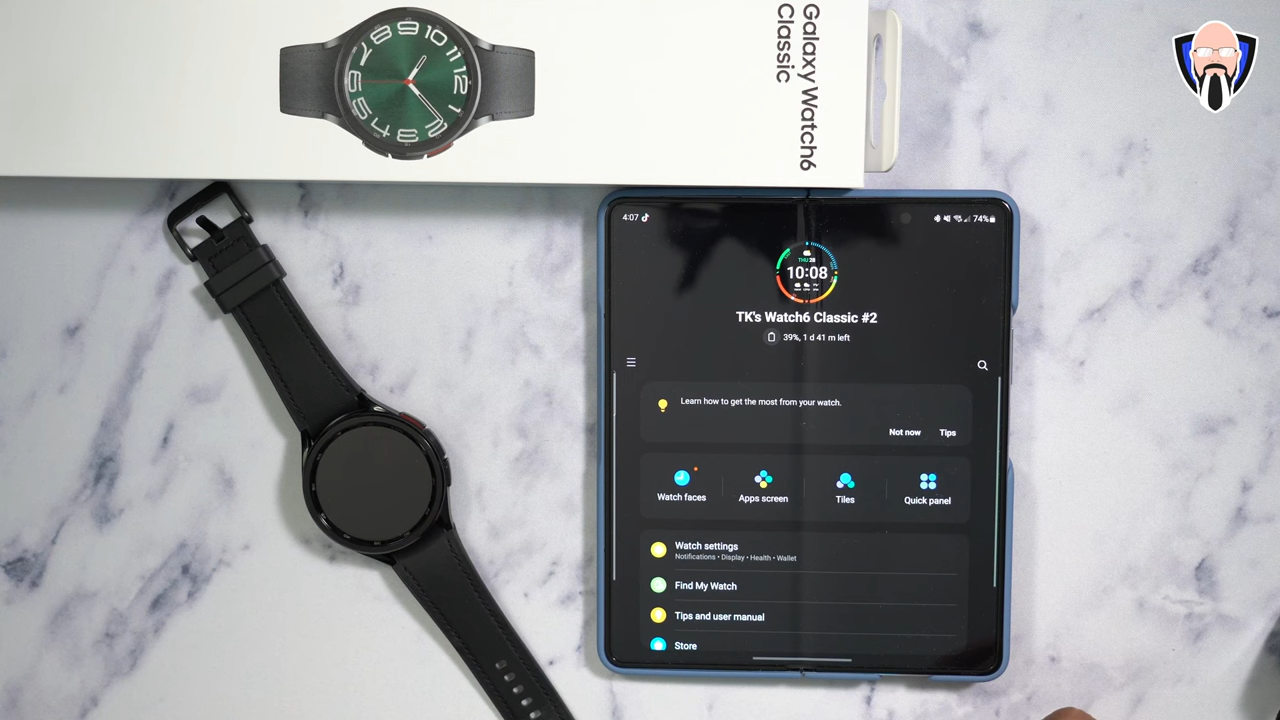 Galaxy Watch6
Classic
4:07
74%
THU 28
10:08
TK's Watch6 Classic #2
39%, 1 d 41 m left
Learn how to get the most from your watch.
Not now
Tips
Watch faces
Apps screen
Tiles
Quick panel
Watch settings
Notifications • Display • Health • Wallet
Find My Watch
Tips and user manual
Store